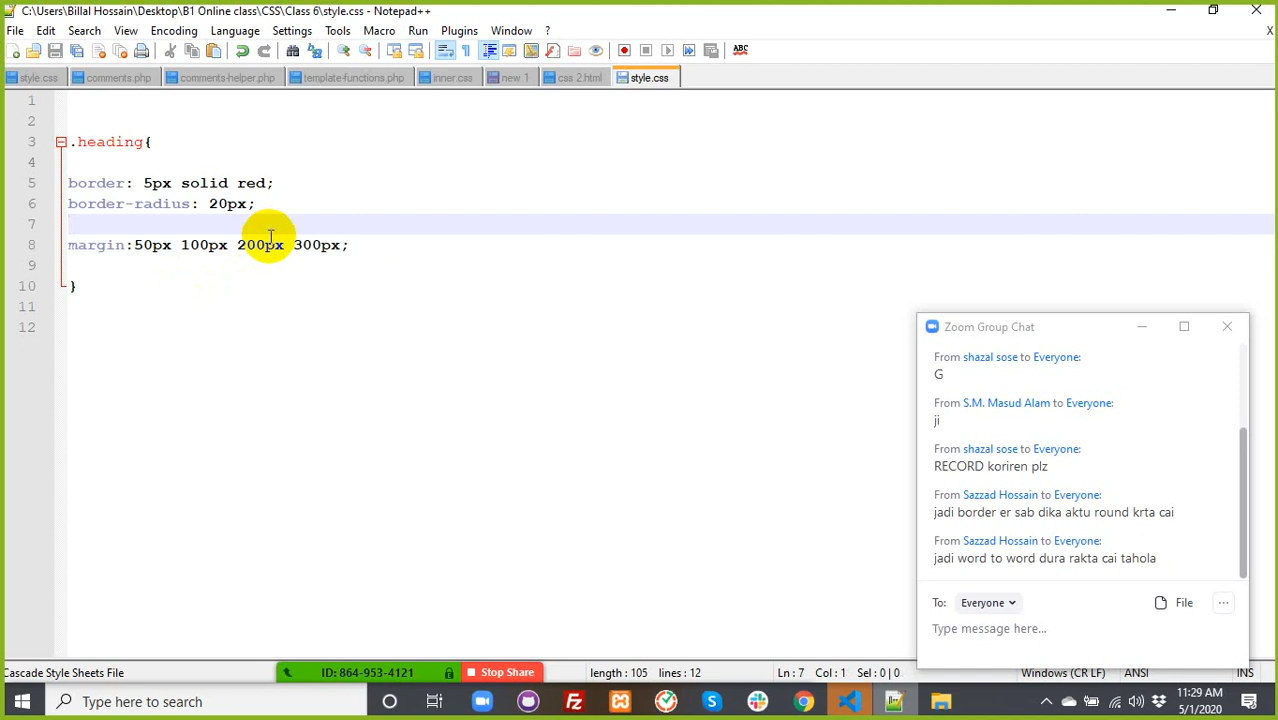 C:\Users\Billal Hossain\Desktop\B1 Online class\CSS\Class 6\style.css - Notepad++
File Edit Search View Encoding Language Settings Tools Macro Run Plugins Window ? X
ABC
style.css comments.php comments-helper.php template-functions.php inner.css new 1 css 2.html style.css
1
2
3 .heading{
4
5 border: 5px solid red;
6 border-radius: 20px;
7
8 margin:50px 100px 200px 300px;
9
10 }
11
12
Zoom Group Chat
From shazal sose to Everyone:
G
From S.M. Masud Alam to Everyone:
ji
From shazal sose to Everyone:
RECORD koriren plz
From Sazzad Hossain to Everyone:
jadi border er sab dika aktu round krta cai
From Sazzad Hossain to Everyone:
jadi word to word dura rakta cai tahola
To: Everyone File ...
Type message here...
Cascade Style Sheets File ID: 864-953-4121 Stop Share length : 105 lines : 12 Ln : 7 Col : 1 Sel : 0 | 0 Windows (CR LF) ANSI INS
Type here to search 11:29 AM
5/1/2020